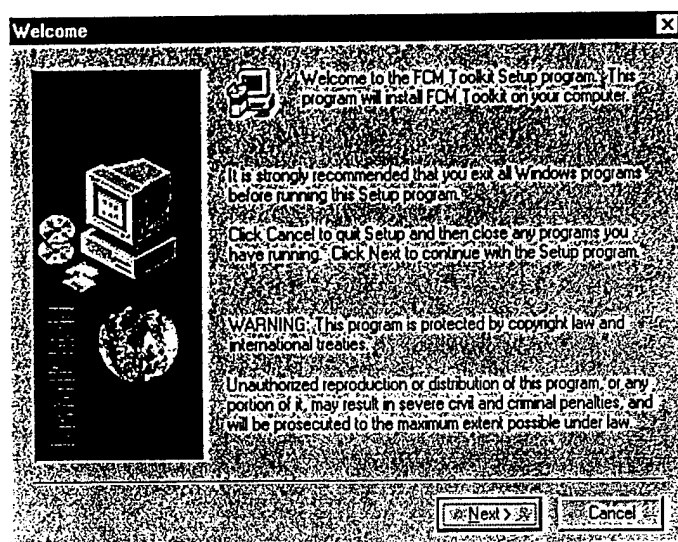 Welcome
Welcome to the FCM Toolkit Setup program. This
program will install FCM Toolkit on your computer.
It is strongly recommended that you exit all Windows programs
before running this Setup program.
Click Cancel to quit Setup and then close any programs you
have running. Click Next to continue with the Setup program.
WARNING: This program is protected by copyright law and
international treaties.
Unauthorized reproduction or distribution of this program, or any
portion of it, may result in severe civil and criminal penalties, and
will be prosecuted to the maximum extent possible under law.
Next >
Cancel